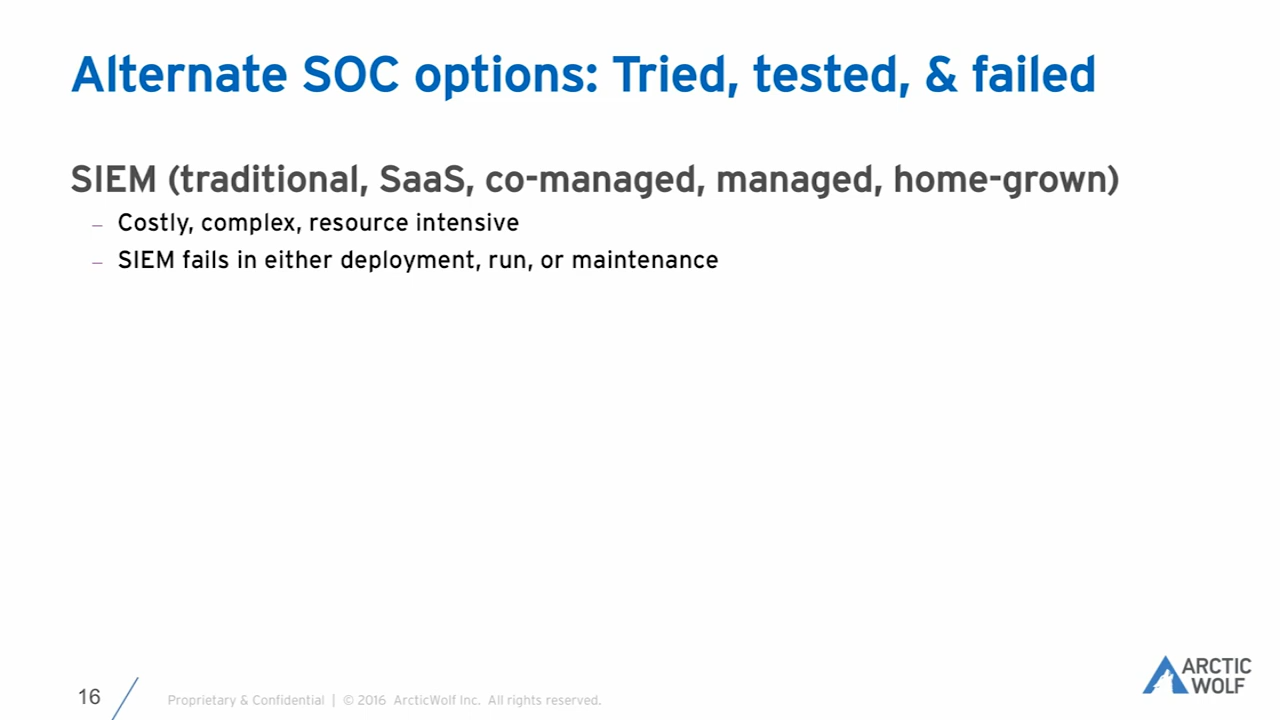 Alternate SOC options: Tried, tested, & failed
SIEM (traditional, SaaS, co-managed, managed, home-grown)
– Costly, complex, resource intensive
– SIEM fails in either deployment, run, or maintenance
16
Proprietary & Confidential | © 2016 ArcticWolf Inc. All rights reserved.
ARCTIC
WOLF